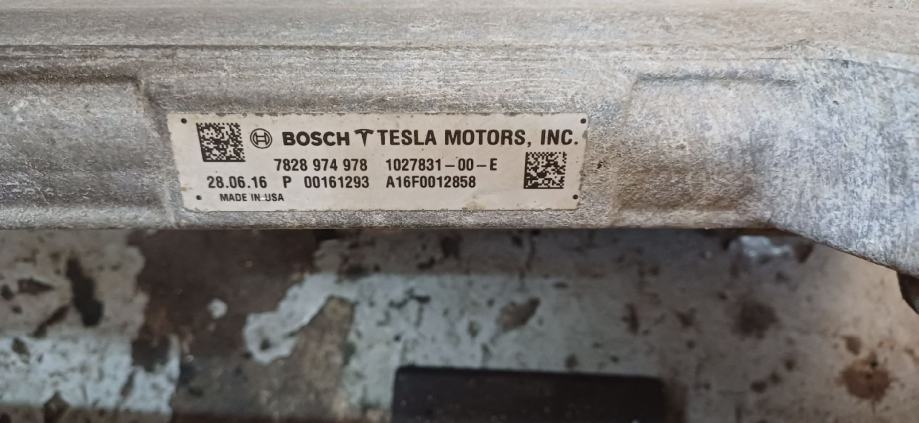 BOSCH TESLA MOTORS, INC.
7828 974 978 1027831-00-E
28.06.16 P 00161293 A16F0012858
MADE IN USA